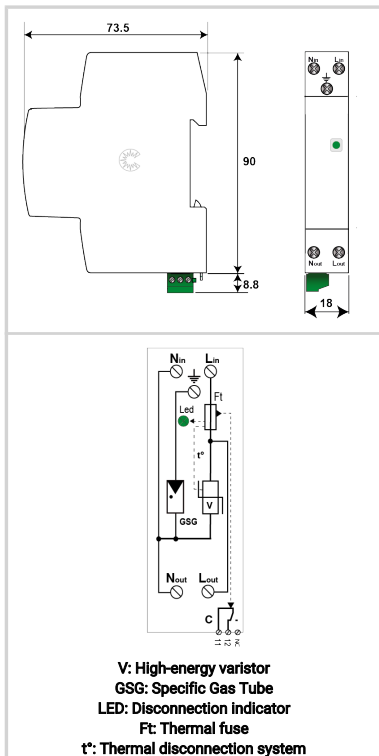 73.5
90
8.8
Nin Lin
Nout Lout
18
Nin Lin
Ft
Led
t°
V
GSG
Nout Lout
C
11 12 NC
V: High-energy varistor
GSG: Specific Gas Tube
LED: Disconnection indicator
Ft: Thermal fuse
t°: Thermal disconnection system